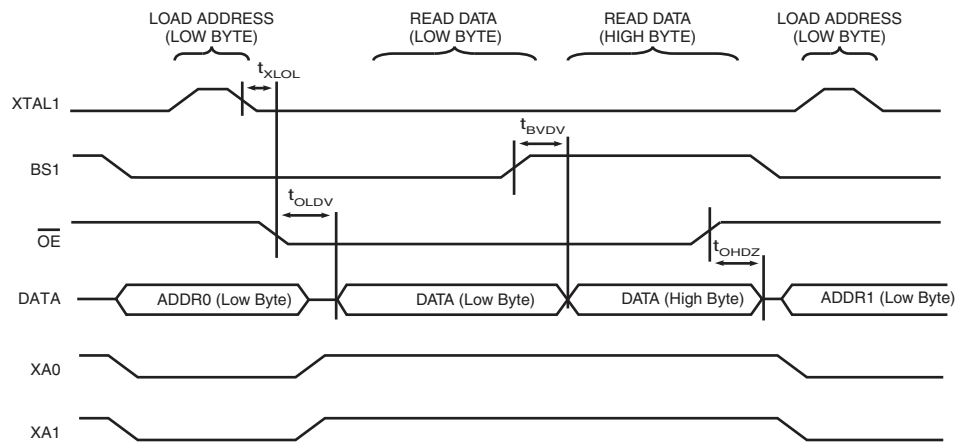 LOAD ADDRESS
(LOW BYTE)
READ DATA
(LOW BYTE)
READ DATA
(HIGH BYTE)
LOAD ADDRESS
(LOW BYTE)
tXLOL
XTAL1
tBVDV
BS1
tOLDV
OE
tOHDZ
DATA
ADDR0 (Low Byte)
DATA (Low Byte)
DATA (High Byte)
ADDR1 (Low Byte)
XA0
XA1